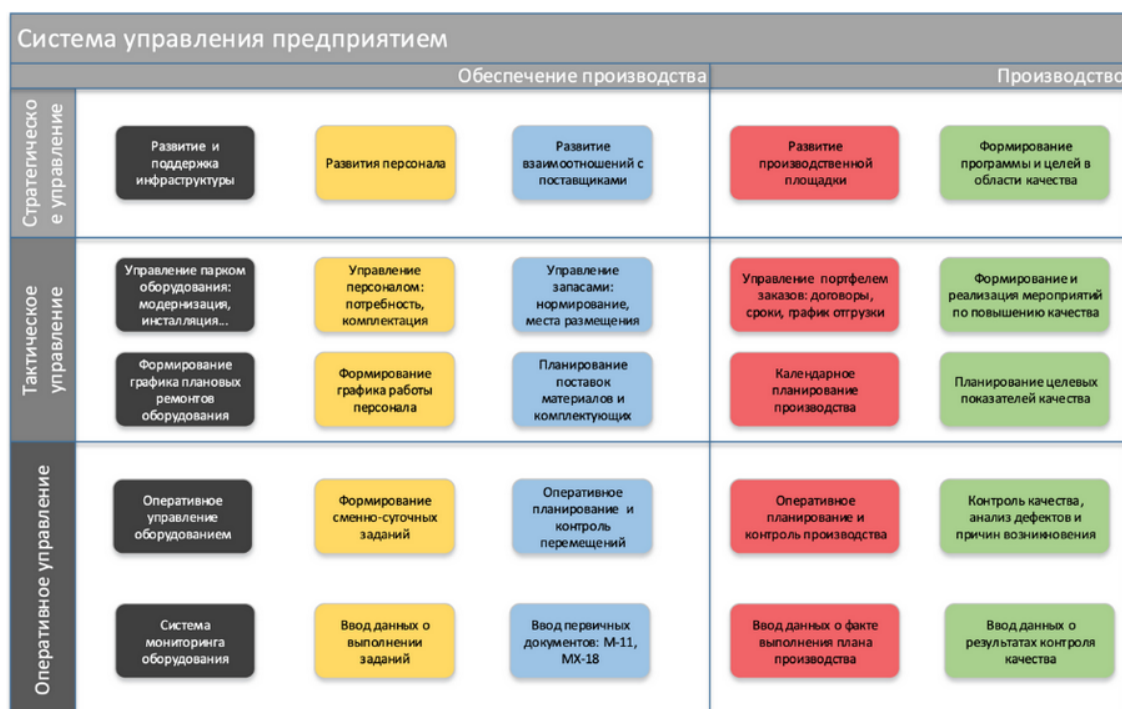 Система управления предприятием
Обеспечение производства
Производство
Стратегическо
е управление
Развитие и
поддержка
инфраструктуры
Развития персонала
Развитие
взаимоотношений с
поставщиками
Развитие
производственной
площадки
Формирование
программы и целей в
области качества
Тактическое
управление
Управление парком
оборудования:
модернизация,
инсталляция...
Управление
персоналом:
потребность,
комплектация
Управление
запасами:
нормирование,
места размещения
Управление портфелем
заказов: договоры,
сроки, график отгрузки
Формирование и
реализация мероприятий
по повышению качества
Формирование
графика плановых
ремонтов
оборудования
Формирование
графика работы
персонала
Планирование
поставок
материалов и
комплектующих
Календарное
планирование
производства
Планирование целевых
показателей качества
Оперативное управление
Оперативное
управление
оборудованием
Формирование
сменно-суточных
заданий
Оперативное
планирование и
контроль
перемещений
Оперативное
планирование и
контроль производства
Контроль качества,
анализ дефектов и
причин возникновения
Система
мониторинга
оборудования
Ввод данных о
выполнении
заданий
Ввод первичных
документов: М-11,
МХ-18
Ввод данных о факте
выполнения плана
производства
Ввод данных о
результатах контроля
качества